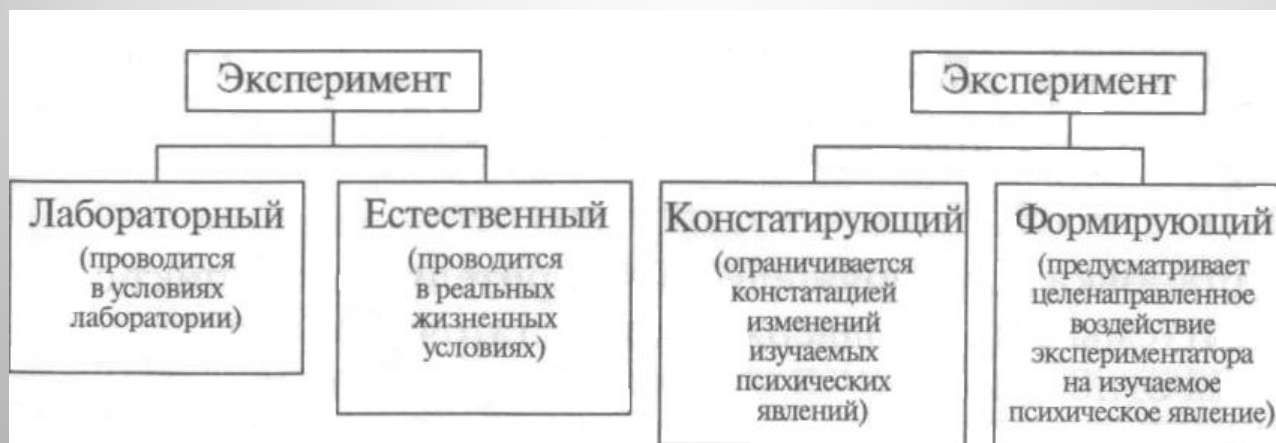 Эксперимент
Лабораторный
(проводится
в условиях
лаборатории)
Естественный
(проводится
в реальных
жизненных
условиях)
Эксперимент
Констатирующий
(ограничивается
констатацией
изменений
изучаемых
психических
явлений)
Формирующий
(предусматривает
целенаправленное
воздействие
экспериментатора
на изучаемое
психическое явление)